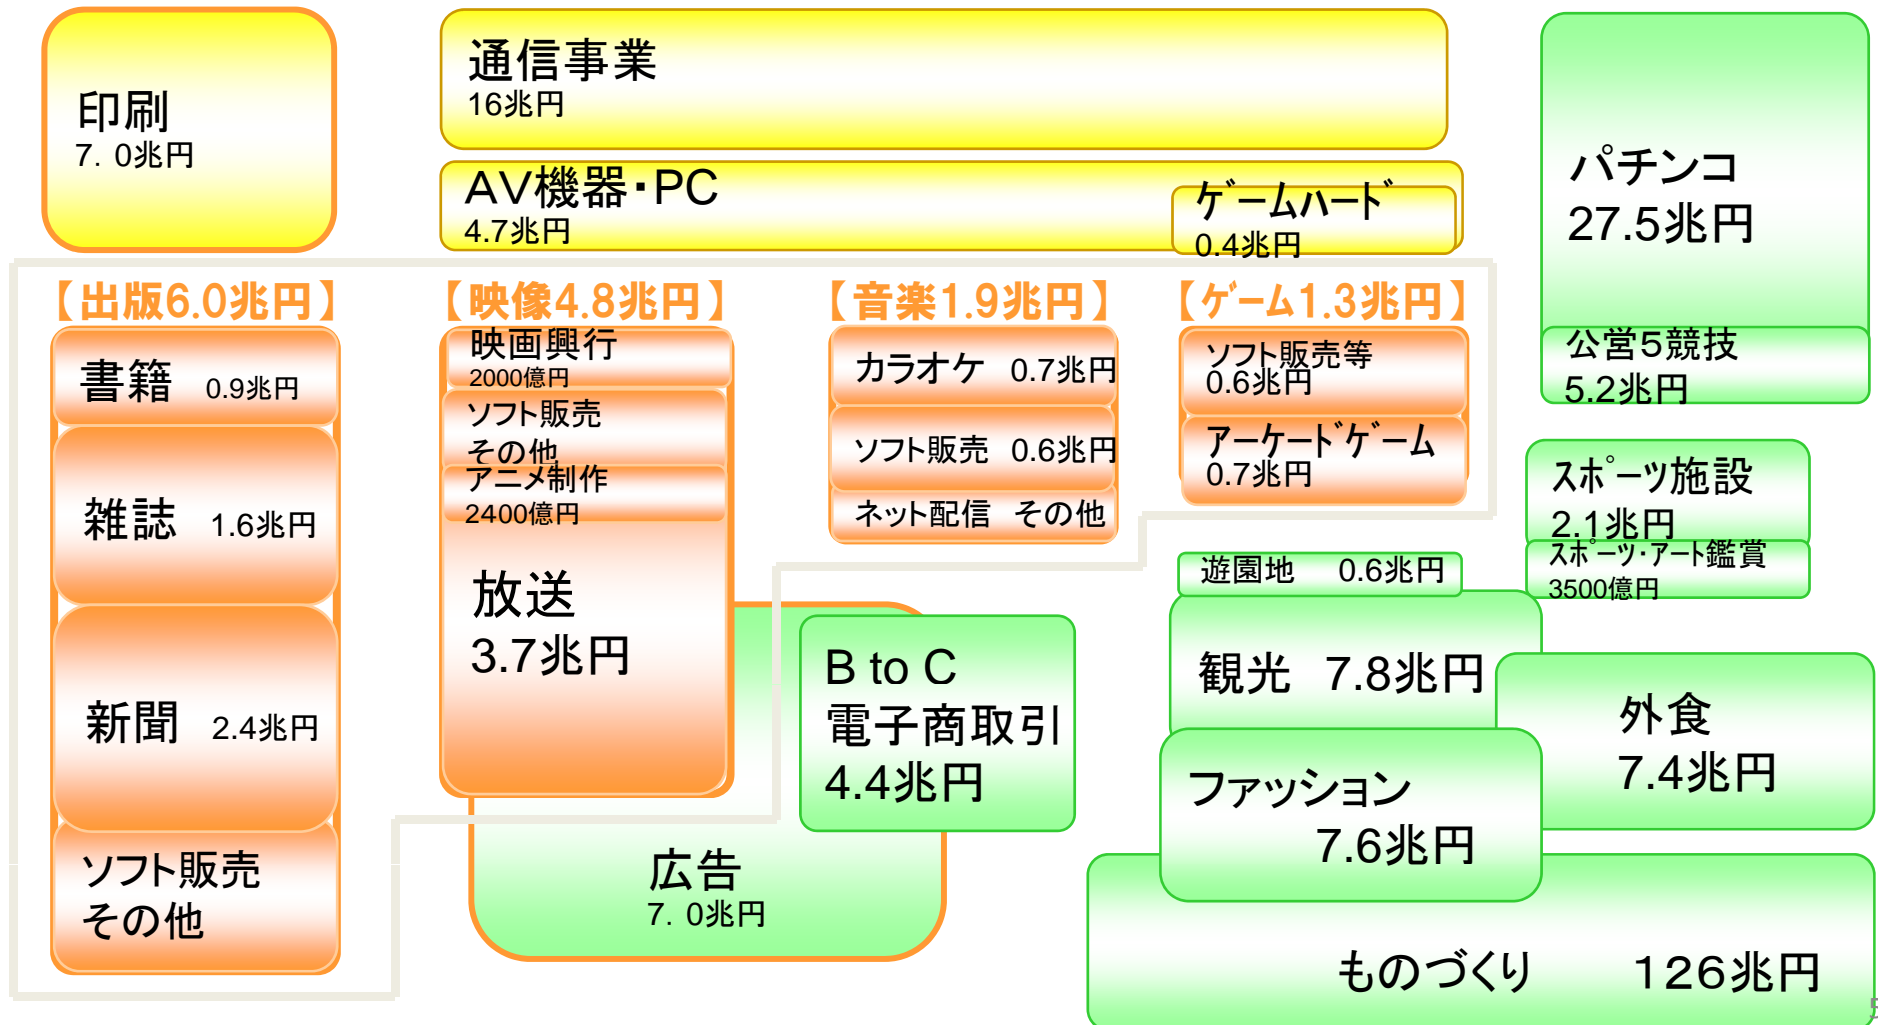 印刷
7．0兆円
通信事業
16兆円
ＡＶ機器・PC
4.7兆円
ｹﾞｰﾑﾊｰﾄﾞ
0.4兆円
パチンコ
27.5兆円
公営５競技
5.2兆円
【出版6.0兆円】
書籍　0.9兆円
雑誌　1.6兆円
新聞　2.4兆円
ソフト販売
その他
【映像4.8兆円】
映画興行
2000億円
ソフト販売
その他
アニメ制作
2400億円
放送
3.7兆円
【音楽1.9兆円】
カラオケ　0.7兆円
ソフト販売　0.6兆円
ネット配信　その他
【ｹﾞｰﾑ1.3兆円】
ソフト販売等
0.6兆円
ｱｰｹｰﾄﾞｹﾞｰﾑ
0.7兆円
スポーツ施設
2.1兆円
スポーツ・アート鑑賞
3500億円
遊園地　0.6兆円
観光　7.8兆円
外食
7.4兆円
ファッション
7.6兆円
B to C
電子商取引
4.4兆円
広告
7．0兆円
ものづくり　１２６兆円
5